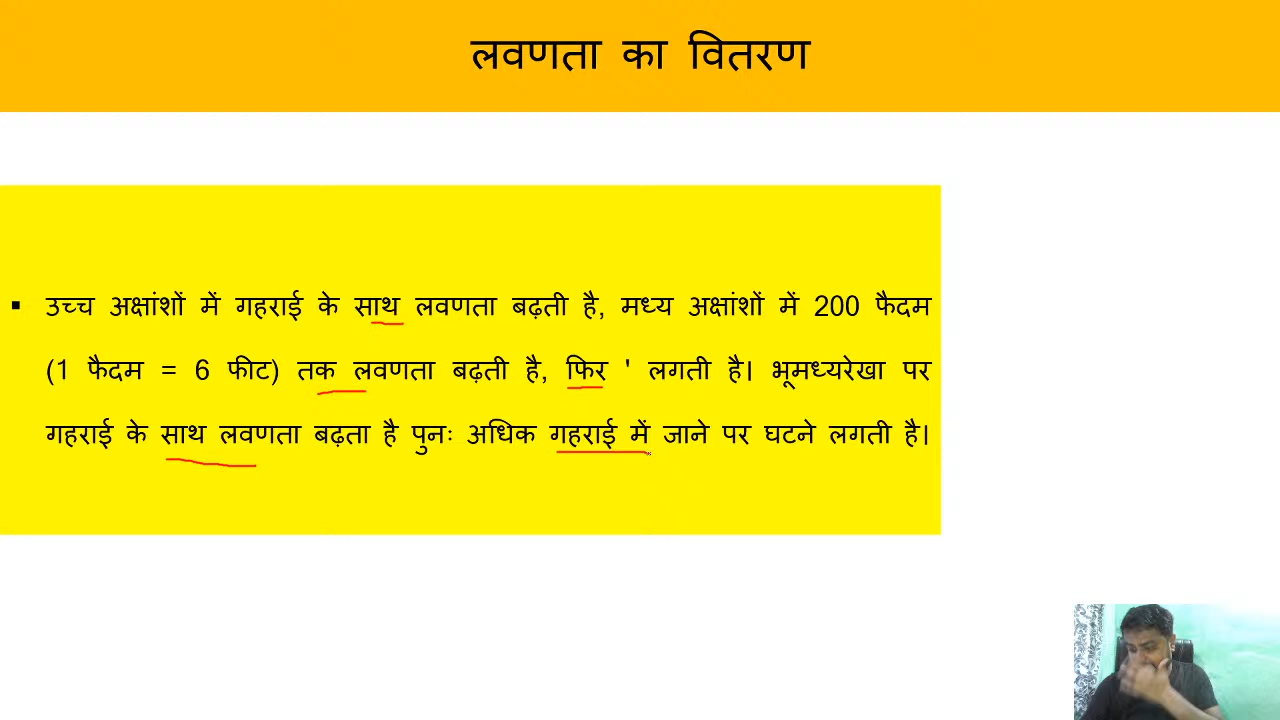 लवणता का वितरण
▪ उच्च अक्षांशों में गहराई के साथ लवणता बढ़ती है, मध्य अक्षांशों में 200 फैदम
(1 फैदम = 6 फीट) तक लवणता बढ़ती है, फिर ' लगती है। भूमध्यरेखा पर
गहराई के साथ लवणता बढ़ता है पुनः अधिक गहराई में जाने पर घटने लगती है।